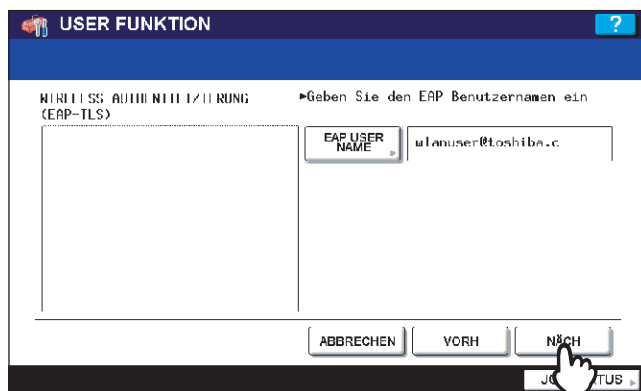 USER FUNKTION
?
WIRELESS AUTHENTIFIZIERUNG
(EAP-TLS)
►Geben Sie den EAP Benutzernamen ein
EAP USER
NAME
wlanuser@toshiba.c
ABBRECHEN
VORH
NÄCH